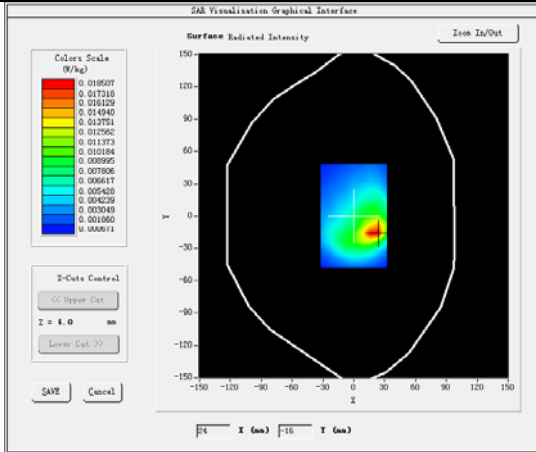 SAR Visualisation Graphical Interface
Surface Radiated Intensity
Zoom In/Out
Colors Scale
(W/kg)
0.018507
0.017318
0.016129
0.014940
0.013751
0.012562
0.011373
0.010184
0.008995
0.007806
0.006617
0.005428
0.004239
0.003049
0.001860
0.000671
150
120
90
60
30
0
-30
-60
-90
-120
-150
Y
-150 -120 -90 -60 -30 0 30 60 90 120 150
X
Z-Cuts Control
<< Upper Cut
Z = 4.0 mm
Lower Cut >>
SAVE Cancel
24 X (mm) -16 Y (mm)